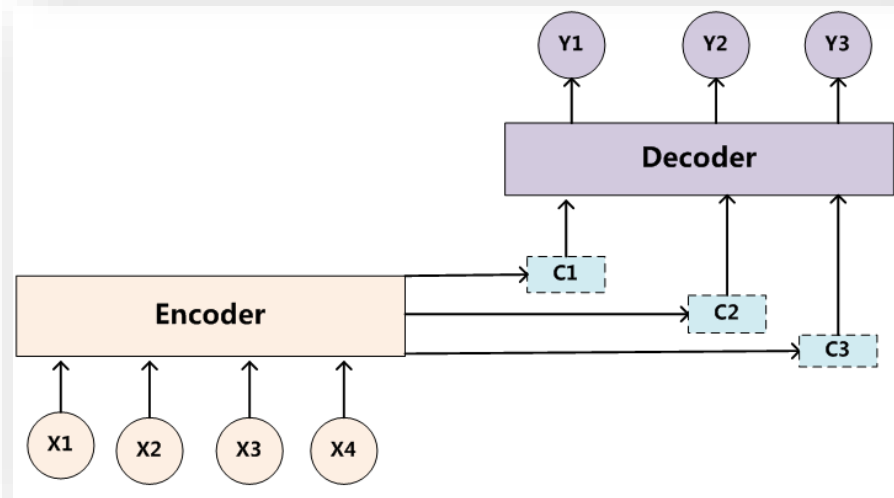 Y1
Y2
Y3
Decoder
C1
Encoder
C2
C3
X1
X2
X3
X4